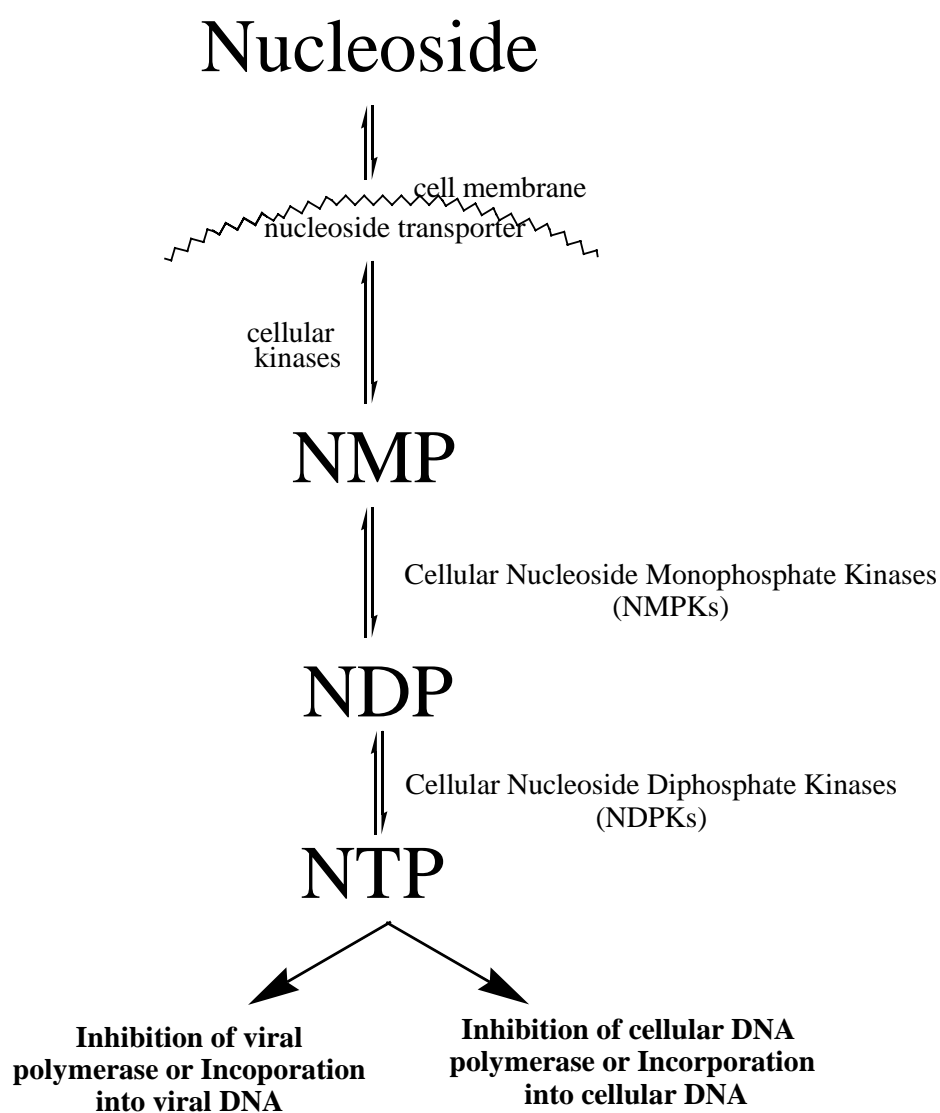 Nucleoside
cell membrane
nucleoside transporter
cellular
kinases
NMP
Cellular Nucleoside Monophosphate Kinases
(NMPKs)
NDP
Cellular Nucleoside Diphosphate Kinases
(NDPKs)
NTP
Inhibition of viral
polymerase or Incoporation
into viral DNA
Inhibition of cellular DNA
polymerase or Incorporation
into cellular DNA